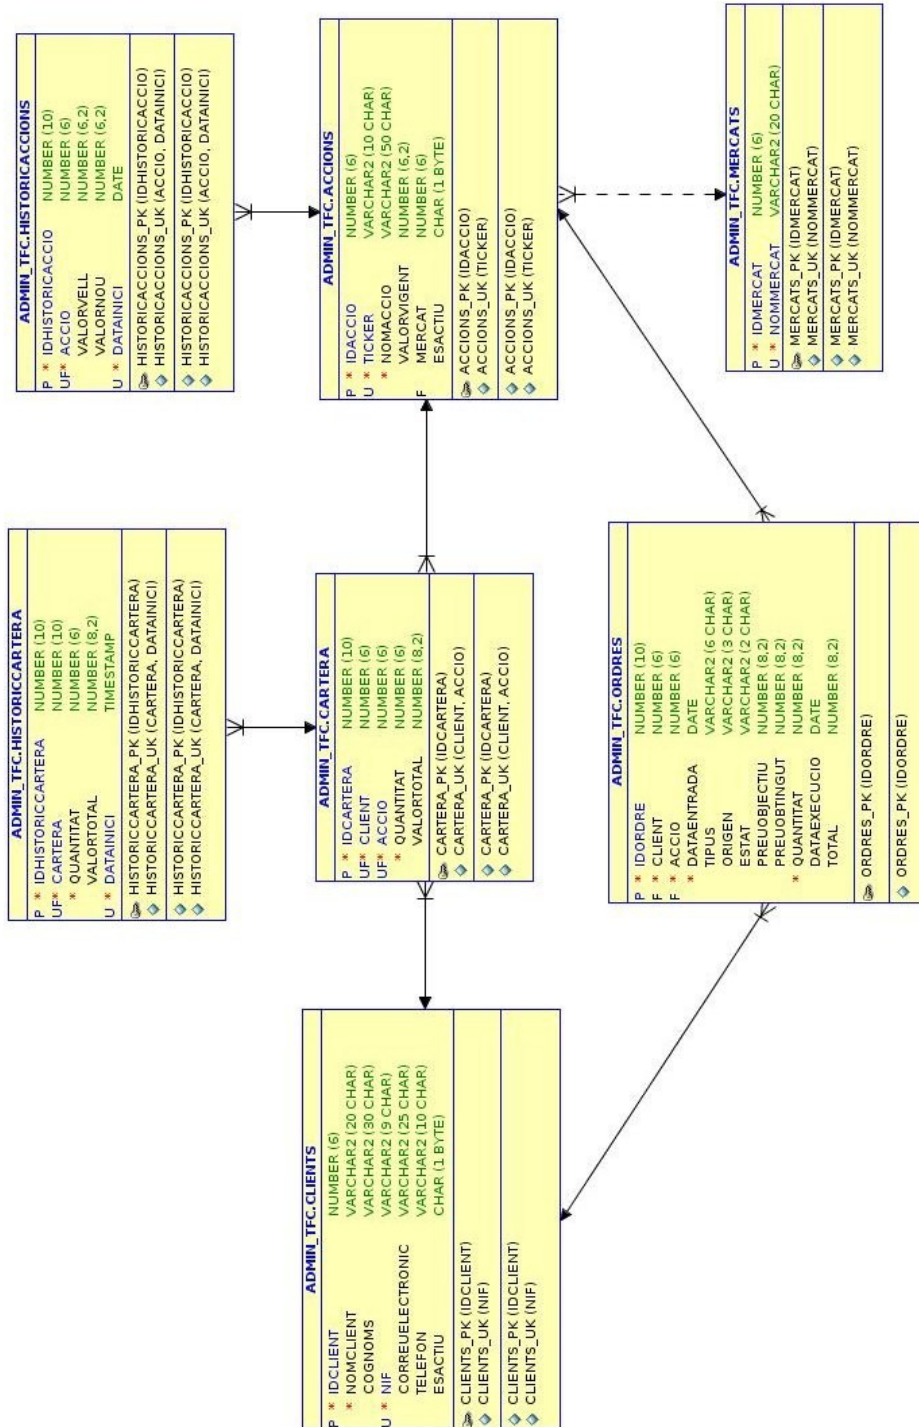 ADMIN_TFC.HISTORICACCIONS
P * IDHISTORICACCIO NUMBER (10)
UF* ACCIO NUMBER (6)
VALORVELL NUMBER (6,2)
VALORNOU NUMBER (6,2)
U * DATAINICI DATE
HISTORICACCIONS_PK (IDHISTORICACCIO)
HISTORICACCIONS_UK (ACCIO, DATAINICI)
HISTORICACCIONS_PK (IDHISTORICACCIO)
HISTORICACCIONS_UK (ACCIO, DATAINICI)
ADMIN_TFC.ACCIONS
P * IDACCIO NUMBER (6)
U * TICKER VARCHAR2 (10 CHAR)
* NOMACCIO VARCHAR2 (50 CHAR)
VALORVIGENT NUMBER (6,2)
F MERCAT NUMBER (6)
ESACTIU CHAR (1 BYTE)
ACCIONS_PK (IDACCIO)
ACCIONS_UK (TICKER)
ACCIONS_PK (IDACCIO)
ACCIONS_UK (TICKER)
ADMIN_TFC.MERCATS
P * IDMERCAT NUMBER (6)
U * NOMMERCAT VARCHAR2 (20 CHAR)
MERCATS_PK (IDMERCAT)
MERCATS_UK (NOMMERCAT)
MERCATS_PK (IDMERCAT)
MERCATS_UK (NOMMERCAT)
ADMIN_TFC.HISTORICCARTERA
P * IDHISTORICCARTERA NUMBER (10)
UF* CARTERA NUMBER (10)
* QUANTITAT NUMBER (6)
VALORTOTAL NUMBER (8,2)
U * DATAINICI TIMESTAMP
HISTORICCARTERA_PK (IDHISTORICCARTERA)
HISTORICCARTERA_UK (CARTERA, DATAINICI)
HISTORICCARTERA_PK (IDHISTORICCARTERA)
HISTORICCARTERA_UK (CARTERA, DATAINICI)
ADMIN_TFC.CARTERA
P * IDCARTERA NUMBER (10)
UF* CLIENT NUMBER (6)
UF* ACCIO NUMBER (6)
* QUANTITAT NUMBER (6)
VALORTOTAL NUMBER (8,2)
CARTERA_PK (IDCARTERA)
CARTERA_UK (CLIENT, ACCIO)
CARTERA_PK (IDCARTERA)
CARTERA_UK (CLIENT, ACCIO)
ADMIN_TFC.ORDRES
P * IDORDRE NUMBER (10)
F * CLIENT NUMBER (6)
F * ACCIO NUMBER (6)
* DATAENTRADA DATE
TIPUS VARCHAR2 (6 CHAR)
ORIGEN VARCHAR2 (3 CHAR)
ESTAT VARCHAR2 (2 CHAR)
PREUOBJECTIU NUMBER (8,2)
PREUOBTINGUT NUMBER (8,2)
* QUANTITAT NUMBER (8,2)
DATAEXECUCIO DATE
TOTAL NUMBER (8,2)
ORDRES_PK (IDORDRE)
ORDRES_PK (IDORDRE)
ADMIN_TFC.CLIENTS
P * IDCLIENT NUMBER (6)
* NOMCLIENT VARCHAR2 (20 CHAR)
COGNOMS VARCHAR2 (30 CHAR)
U * NIF VARCHAR2 (9 CHAR)
CORREUELECTRONIC VARCHAR2 (25 CHAR)
TELEFON VARCHAR2 (10 CHAR)
ESACTIU CHAR (1 BYTE)
CLIENTS_PK (IDCLIENT)
CLIENTS_UK (NIF)
CLIENTS_PK (IDCLIENT)
CLIENTS_UK (NIF)